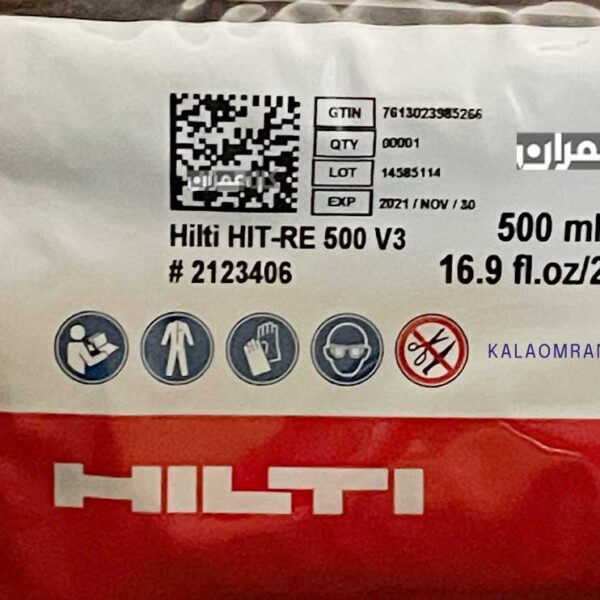 GTIN 7613023985266
QTY 00001
LOT 14585114
EXP 2021 / NOV / 30
عمران
Hilti HIT-RE 500 V3
# 2123406
500 ml
16.9 fl.oz/2
KALAOMRAN
HILTI